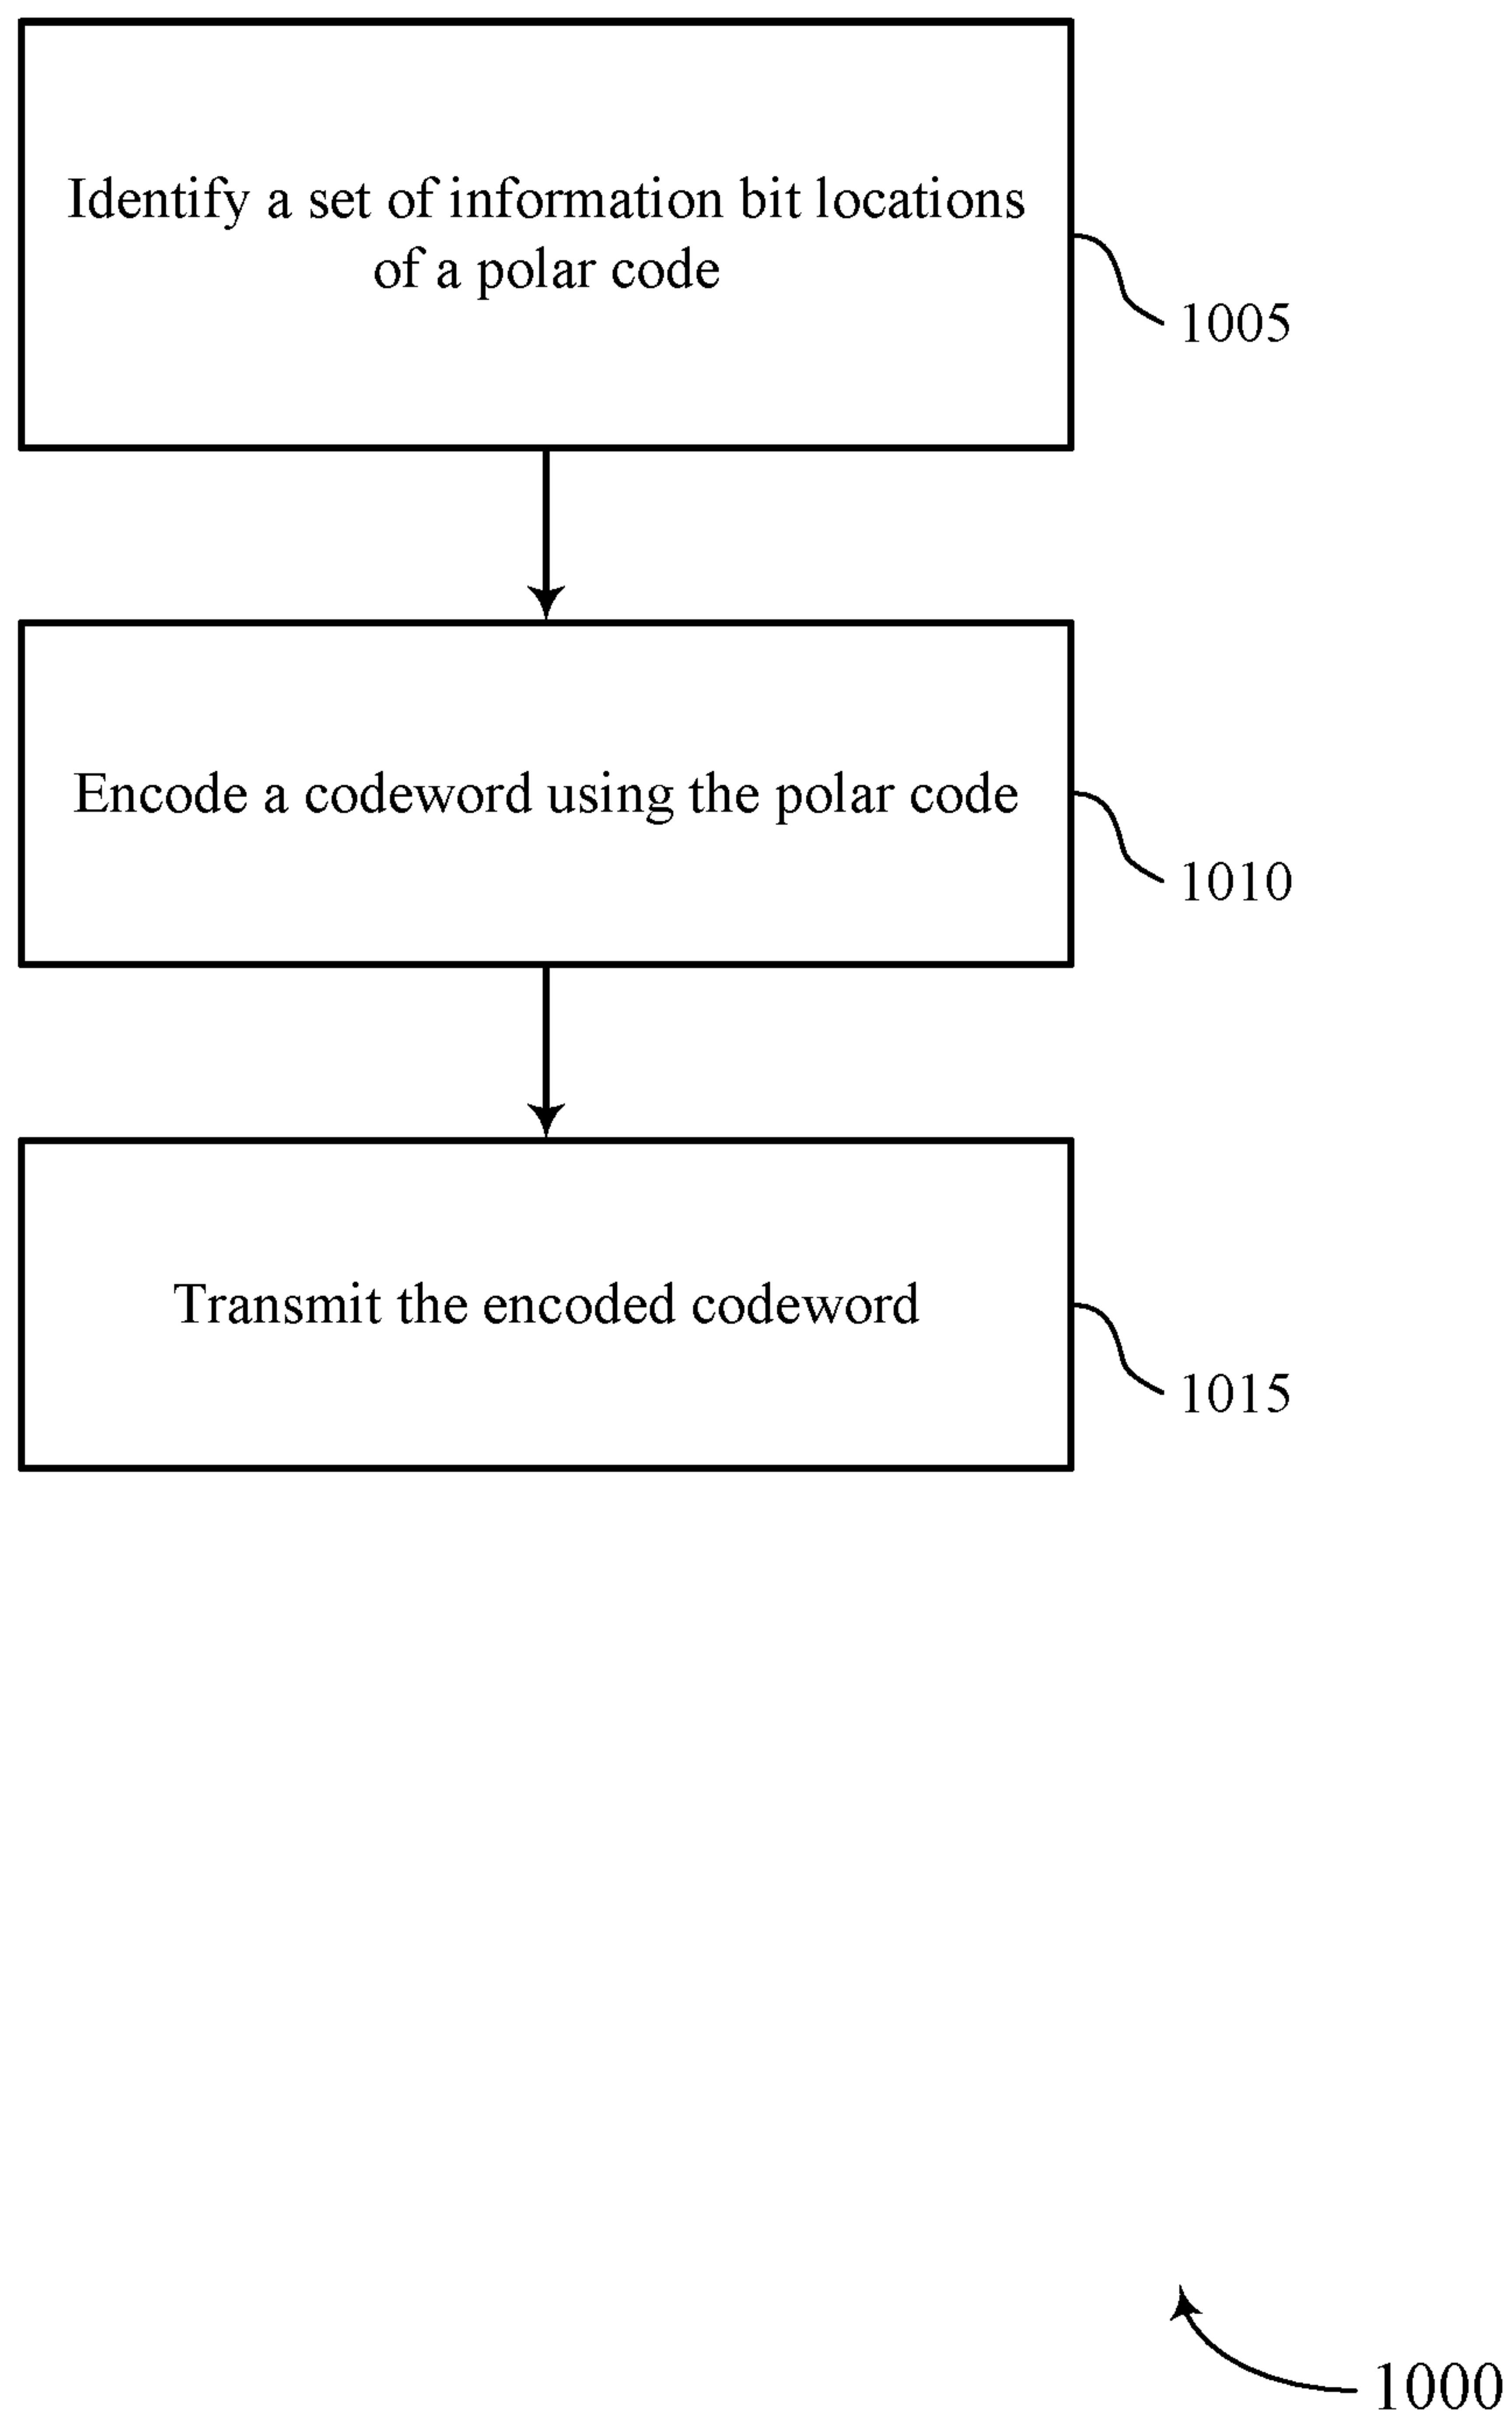 Identify a set of information bit locations
of a polar code
1005
Encode a codeword using the polar code
1010
Transmit the encoded codeword
1015
1000